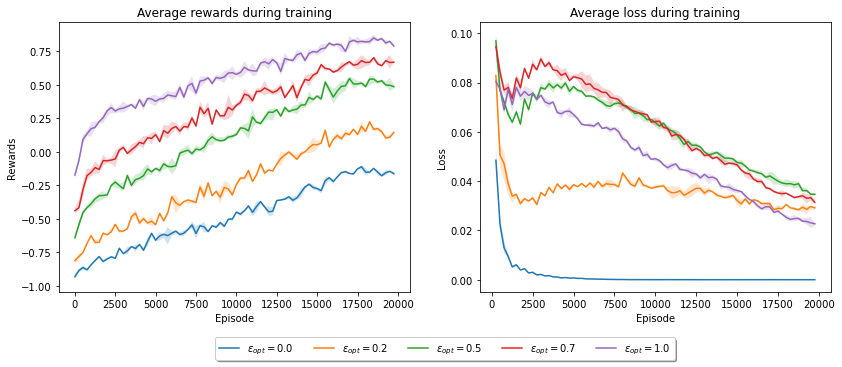 Average rewards during training
Average loss during training
Rewards
0.75
0.50
0.25
0.00
−0.25
−0.50
−0.75
−1.00
0 2500 5000 7500 10000 12500 15000 17500 20000
Episode
Loss
0.10
0.08
0.06
0.04
0.02
0.00
0 2500 5000 7500 10000 12500 15000 17500 20000
Episode
ε_opt = 0.0 ε_opt = 0.2 ε_opt = 0.5 ε_opt = 0.7 ε_opt = 1.0